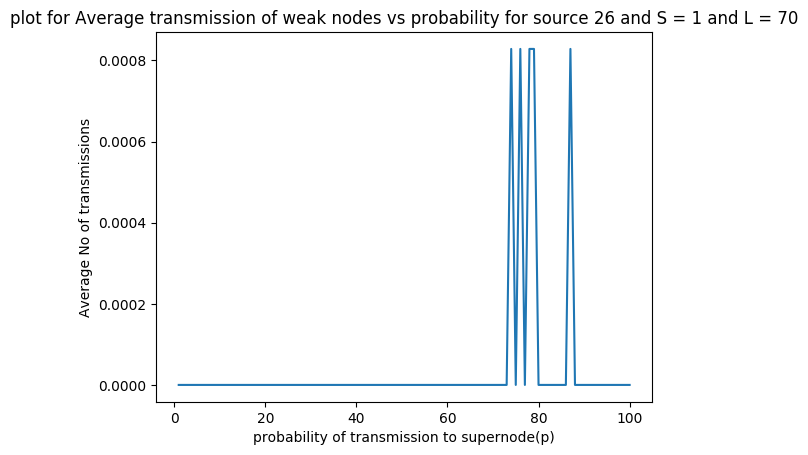 plot for Average transmission of weak nodes vs probability for source 26 and S = 1 and L = 70
Average No of transmissions
0.0008
0.0006
0.0004
0.0002
0.0000
0 20 40 60 80 100
probability of transmission to supernode(p)